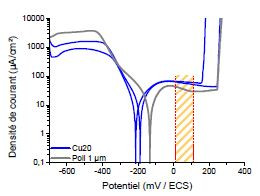 Densité de courant (µA/cm²)
10000
1000
100
10
1
0,1
Cu20
Poli 1 µm
-600 -400 -200 0 200 400
Potentiel (mV / ECS)